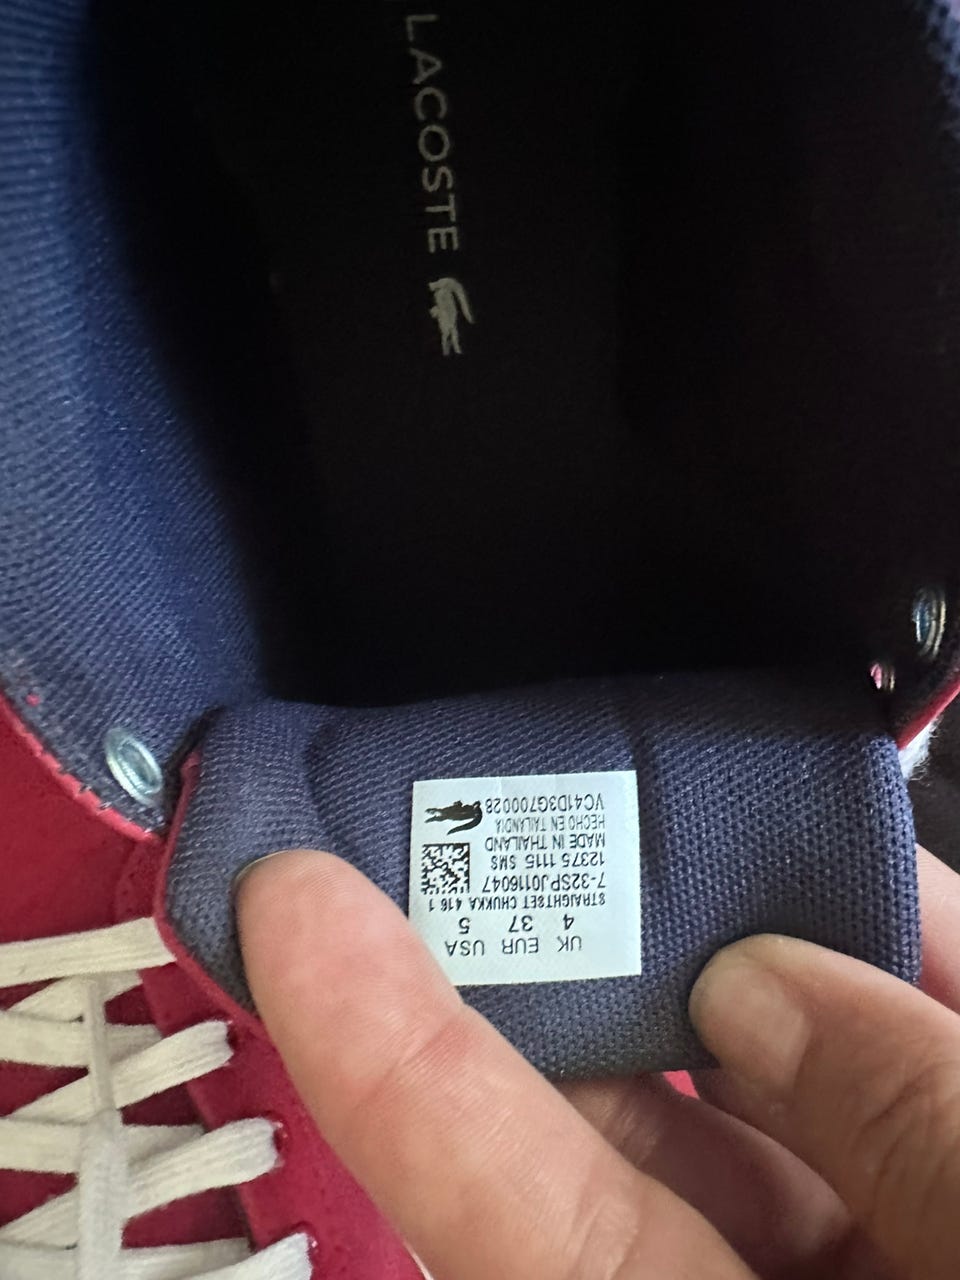 LACOSTE
UK EUR USA
4 37 5
STRAIGHTSET CHUKKA 416 1
7-32SPJ0116047
12375 1115 SMS
MADE IN THAILAND
HECHO EN TAILANDIA
VC41D3G700028